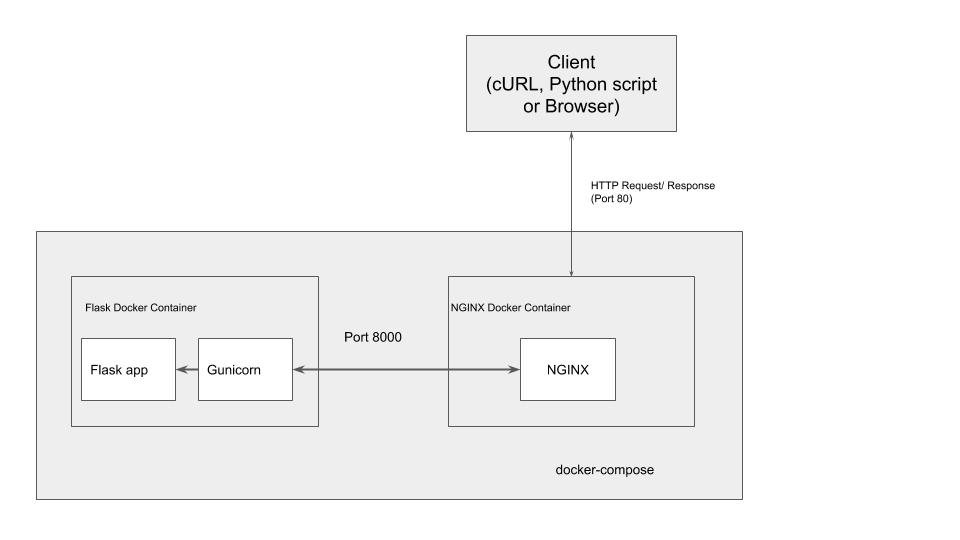 Client
(cURL, Python script
or Browser)
HTTP Request/ Response
(Port 80)
Flask Docker Container
NGINX Docker Container
Port 8000
Flask app
Gunicorn
NGINX
docker-compose